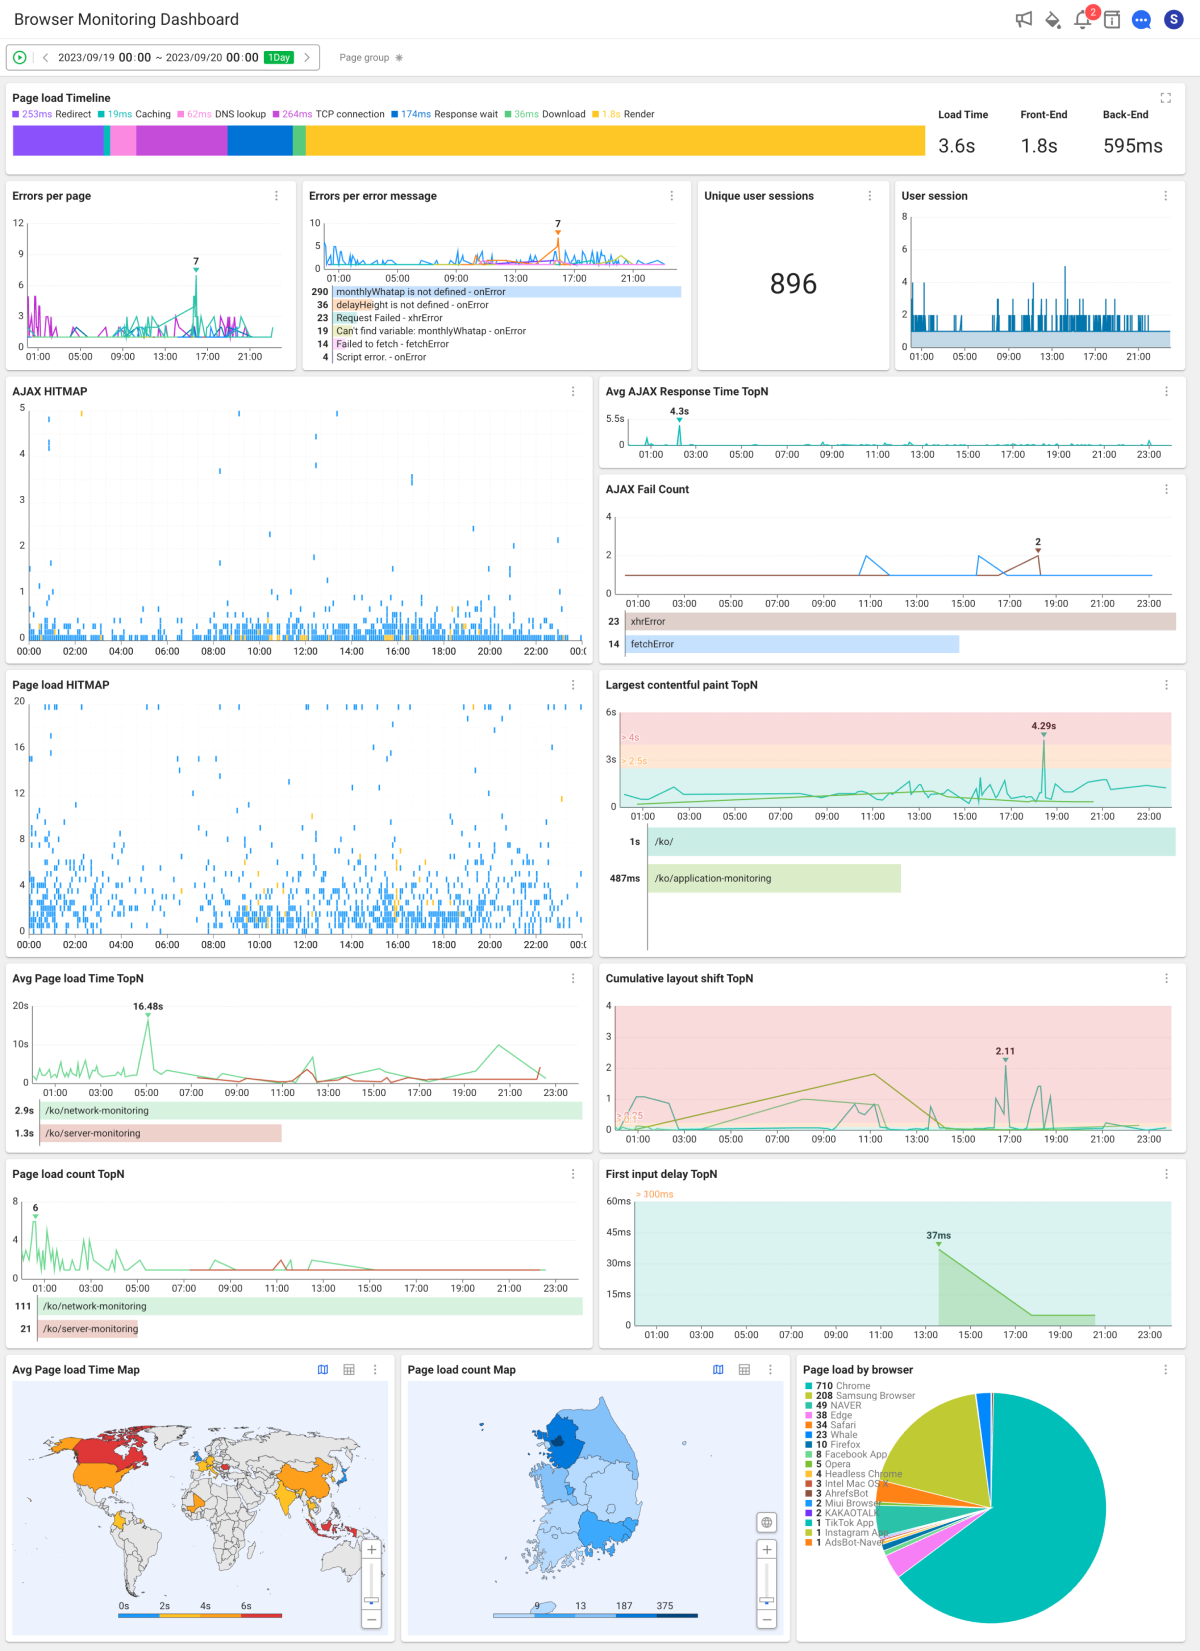 Browser Monitoring Dashboard
2
S
2023/09/19 00:00 ~ 2023/09/20 00:00 1Day
Page group
Page load Timeline
253ms Redirect 19ms Caching 62ms DNS lookup 264ms TCP connection 174ms Response wait 36ms Download 1.8s Render
Load Time Front-End Back-End
3.6s 1.8s 595ms
Errors per page
12
9
6
3
0
7
01:00 05:00 09:00 13:00 17:00 21:00
Errors per error message
10
5
0
7
01:00 05:00 09:00 13:00 17:00 21:00
290 monthlyWhatap is not defined - onError
36 delayHeight is not defined - onError
23 Request Failed - xhrError
19 Can't find variable: monthlyWhatap - onError
14 Failed to fetch - fetchError
4 Script error. - onError
Unique user sessions
896
User session
8
6
4
2
0
01:00 05:00 09:00 13:00 17:00 21:00
AJAX HITMAP
5
4
3
2
1
0
00:00 02:00 04:00 06:00 08:00 10:00 12:00 14:00 16:00 18:00 20:00 22:00 00:0
Avg AJAX Response Time TopN
4.3s
5.5s
0
01:00 03:00 05:00 07:00 09:00 11:00 13:00 15:00 17:00 19:00 21:00 23:00
AJAX Fail Count
4
2
0
2
01:00 03:00 05:00 07:00 09:00 11:00 13:00 15:00 17:00 19:00 21:00 23:00
23 xhrError
14 fetchError
Page load HITMAP
20
16
12
8
4
0
00:00 02:00 04:00 06:00 08:00 10:00 12:00 14:00 16:00 18:00 20:00 22:00 00:0
Largest contentful paint TopN
6s
3s
0
> 4s
> 2.5s
4.29s
01:00 03:00 05:00 07:00 09:00 11:00 13:00 15:00 17:00 19:00 21:00 23:00
1s /ko/
487ms /ko/application-monitoring
Avg Page load Time TopN
20s
10s
0
16.48s
01:00 03:00 05:00 07:00 09:00 11:00 13:00 15:00 17:00 19:00 21:00 23:00
2.9s /ko/network-monitoring
1.3s /ko/server-monitoring
Cumulative layout shift TopN
4
3
2
1
0
2.11
> 0.25
> 0.1
01:00 03:00 05:00 07:00 09:00 11:00 13:00 15:00 17:00 19:00 21:00 23:00
Page load count TopN
8
4
0
6
01:00 03:00 05:00 07:00 09:00 11:00 13:00 15:00 17:00 19:00 21:00 23:00
111 /ko/network-monitoring
21 /ko/server-monitoring
First input delay TopN
> 300ms
60ms
45ms
30ms
15ms
0
37ms
01:00 03:00 05:00 07:00 09:00 11:00 13:00 15:00 17:00 19:00 21:00 23:00
Avg Page load Time Map
0s 2s 4s 6s
Page load count Map
9 13 187 375
Page load by browser
710 Chrome
208 Samsung Browser
49 NAVER
38 Edge
34 Safari
23 Whale
10 Firefox
8 Facebook App
5 Opera
4 Headless Chrome
3 Intel Mac OS X
3 AhrefsBot
2 Miui Browser
2 KAKAOTALK
1 TikTok App
1 Instagram App
1 AdsBot-Naver